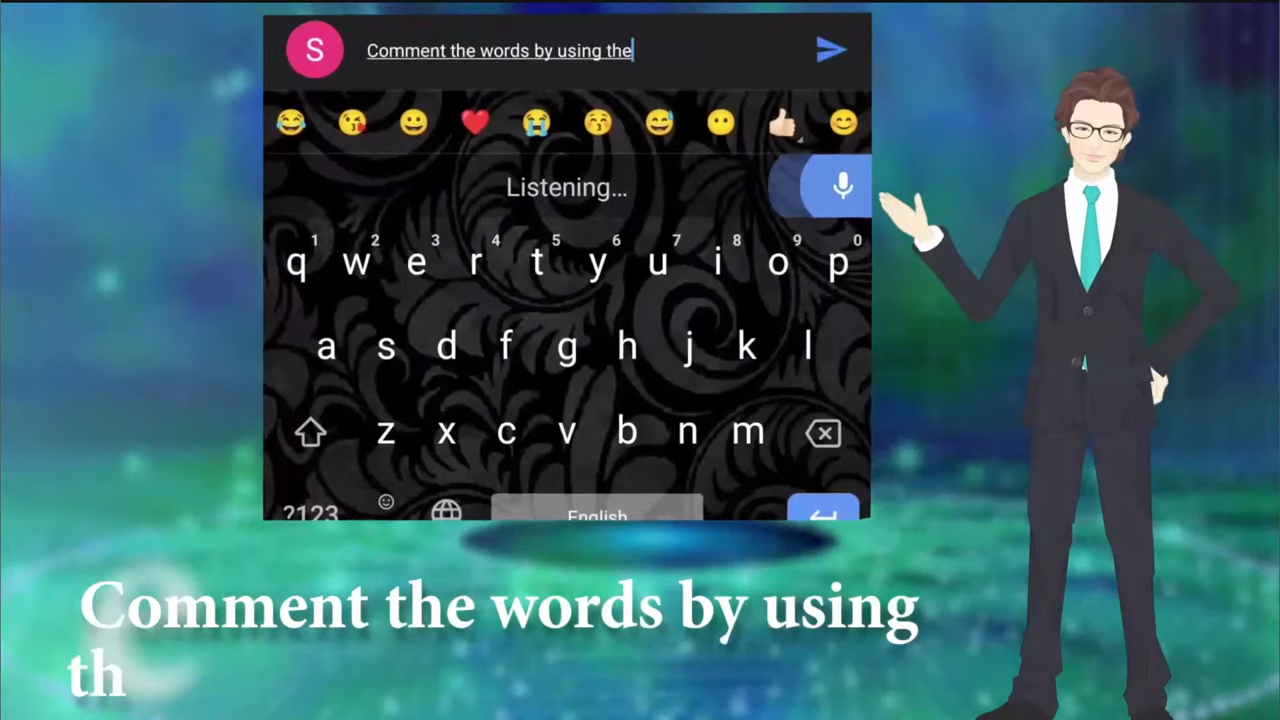 S Comment the words by using the
Listening...
1 2 3 4 5 6 7 8 9 0
q w e r t y u i o p
a s d f g h j k l
z x c v b n m
?123 English
Comment the words by using
th